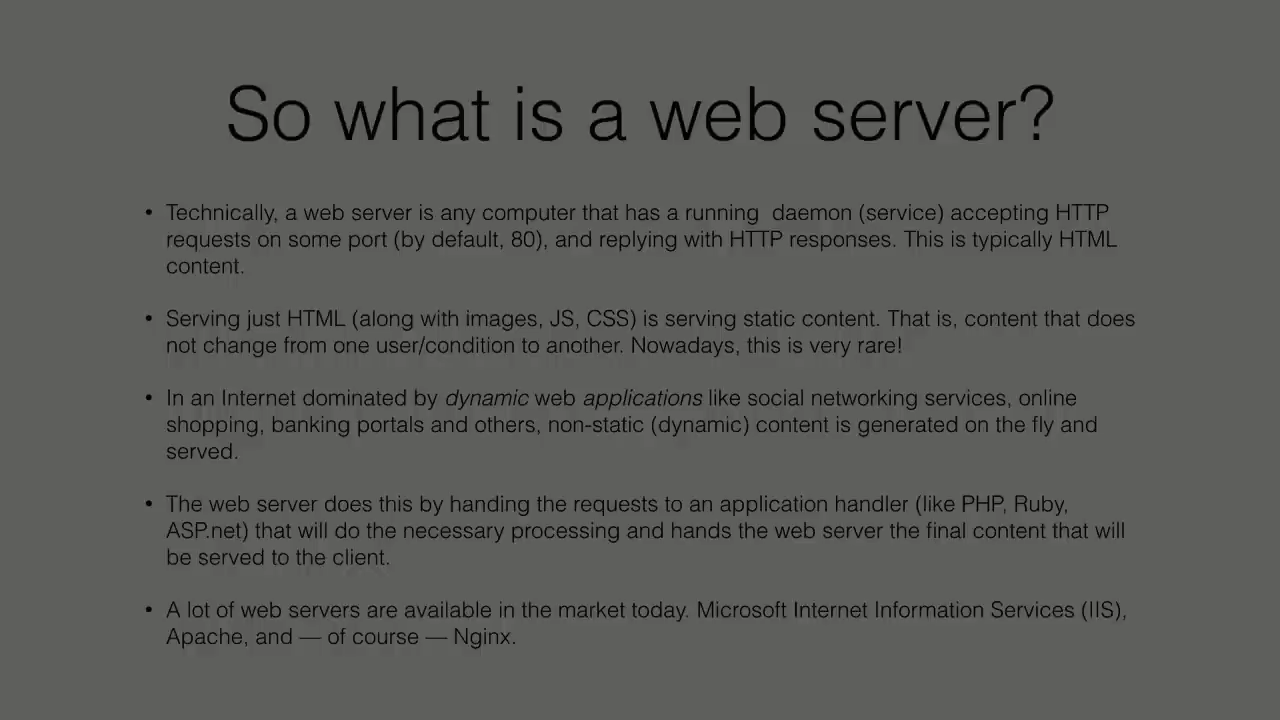 So what is a web server?
• Technically, a web server is any computer that has a running  daemon (service) accepting HTTP
requests on some port (by default, 80), and replying with HTTP responses. This is typically HTML
content.
• Serving just HTML (along with images, JS, CSS) is serving static content. That is, content that does
not change from one user/condition to another. Nowadays, this is very rare!
• In an Internet dominated by dynamic web applications like social networking services, online
shopping, banking portals and others, non-static (dynamic) content is generated on the fly and
served.
• The web server does this by handing the requests to an application handler (like PHP, Ruby,
ASP.net) that will do the necessary processing and hands the web server the final content that will
be served to the client.
• A lot of web servers are available in the market today. Microsoft Internet Information Services (IIS),
Apache, and — of course — Nginx.